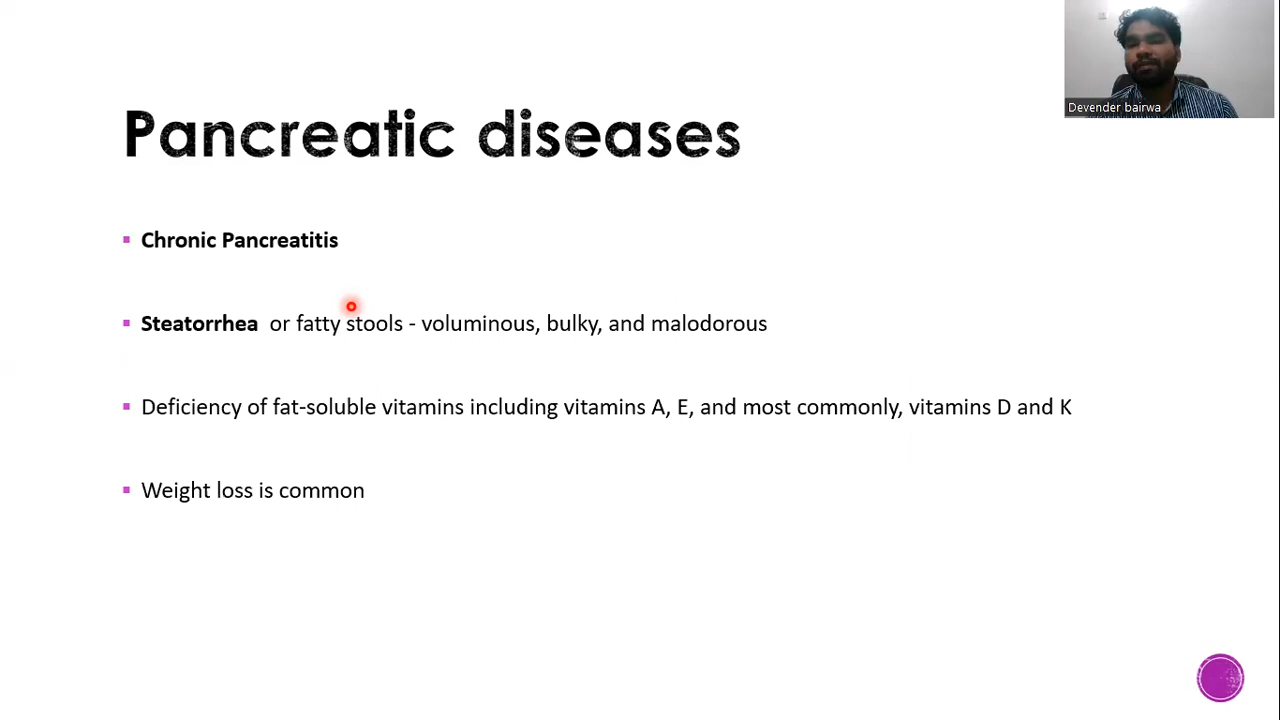 Devender bairwa
Pancreatic diseases
Chronic Pancreatitis
Steatorrhea or fatty stools - voluminous, bulky, and malodorous
Deficiency of fat-soluble vitamins including vitamins A, E, and most commonly, vitamins D and K
Weight loss is common